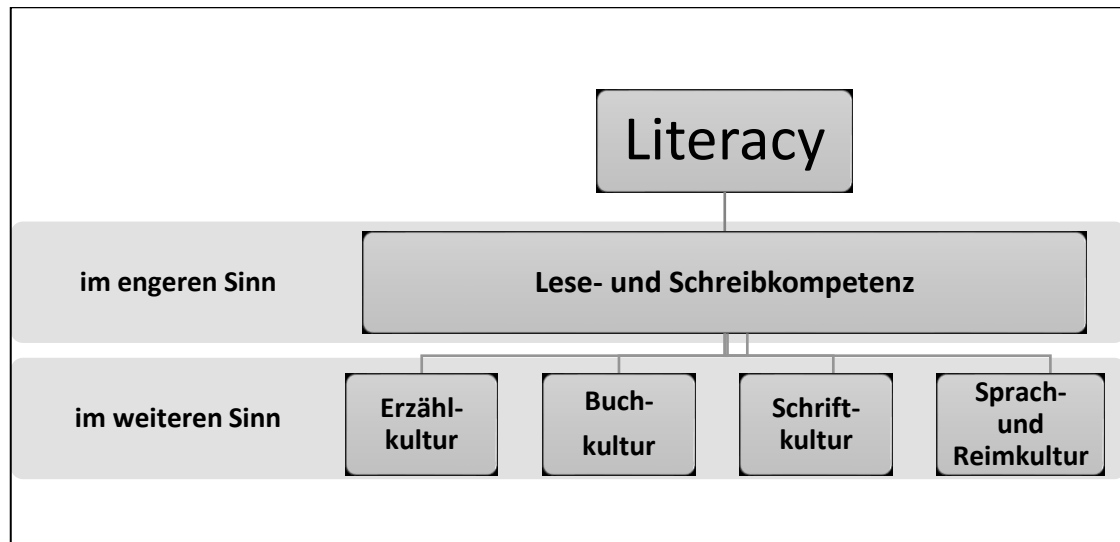 Literacy
im engeren Sinn
Lese- und Schreibkompetenz
im weiteren Sinn
Erzähl-
kultur
Buch-
kultur
Schrift-
kultur
Sprach-
und
Reimkultur